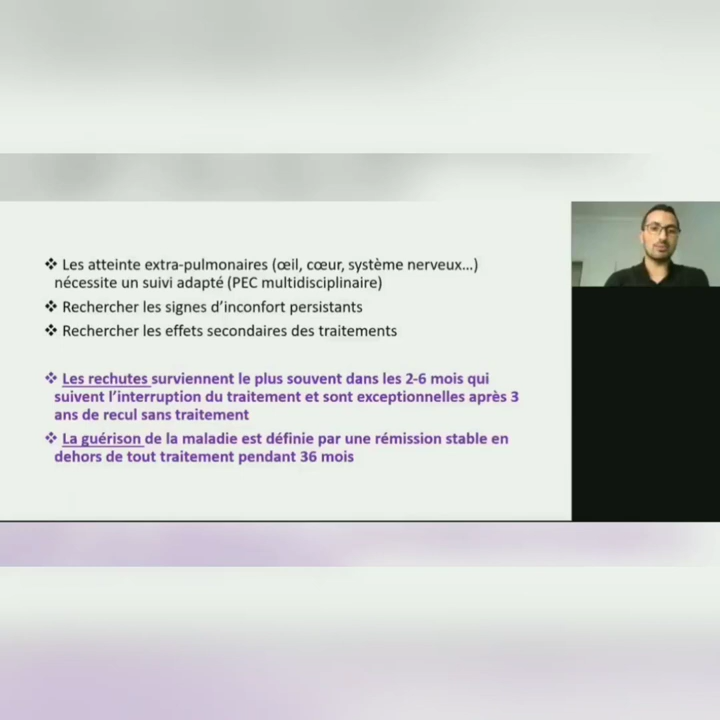 ❖ Les atteinte extra-pulmonaires (œil, cœur, système nerveux...)
nécessite un suivi adapté (PEC multidisciplinaire)
❖ Rechercher les signes d'inconfort persistants
❖ Rechercher les effets secondaires des traitements
❖ Les rechutes surviennent le plus souvent dans les 2-6 mois qui
suivent l'interruption du traitement et sont exceptionnelles après 3
ans de recul sans traitement
❖ La guérison de la maladie est définie par une rémission stable en
dehors de tout traitement pendant 36 mois